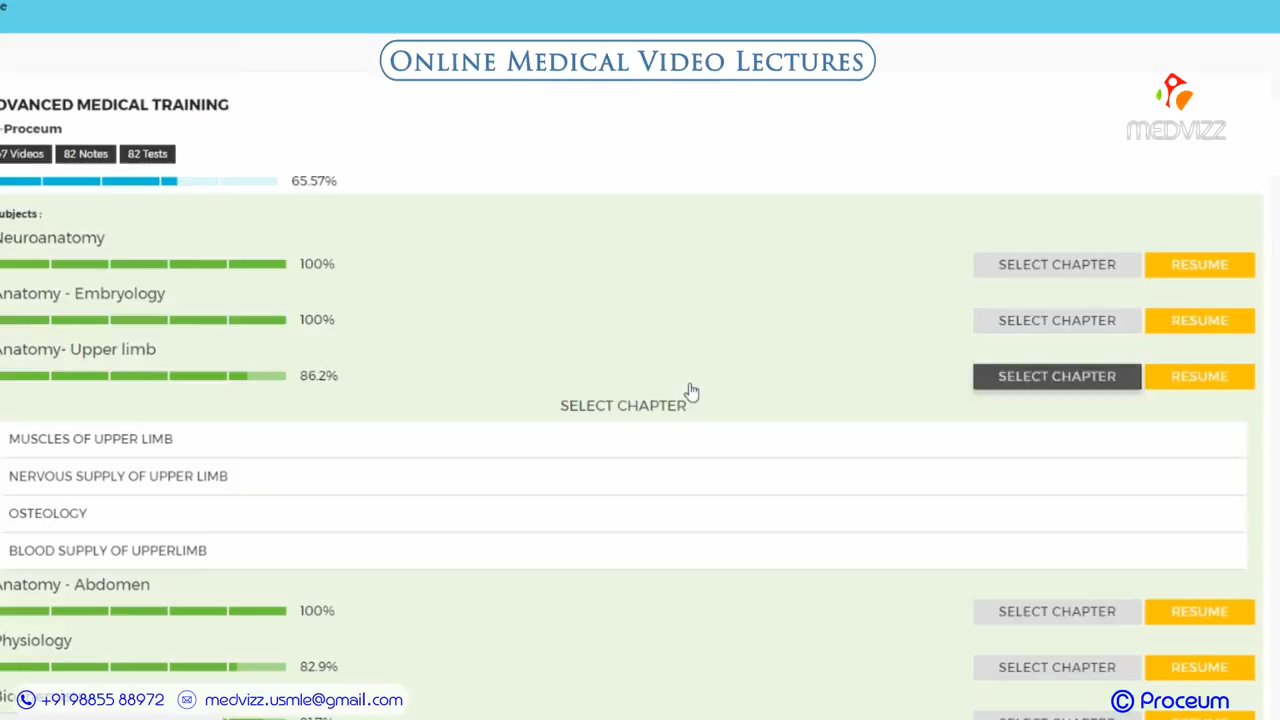 e
ONLINE MEDICAL VIDEO LECTURES
DVANCED MEDICAL TRAINING
MEDVIZZ
-Proceum
7 Videos 82 Notes 82 Tests
65.57%
ubjects :
Neuroanatomy
100% SELECT CHAPTER RESUME
Anatomy - Embryology
100% SELECT CHAPTER RESUME
Anatomy- Upper limb
86.2% SELECT CHAPTER RESUME
SELECT CHAPTER
MUSCLES OF UPPER LIMB
NERVOUS SUPPLY OF UPPER LIMB
OSTEOLOGY
BLOOD SUPPLY OF UPPERLIMB
Anatomy - Abdomen
100% SELECT CHAPTER RESUME
Physiology
82.9% SELECT CHAPTER RESUME
+91 98855 88972 medvizz.usmle@gmail.com © Proceum